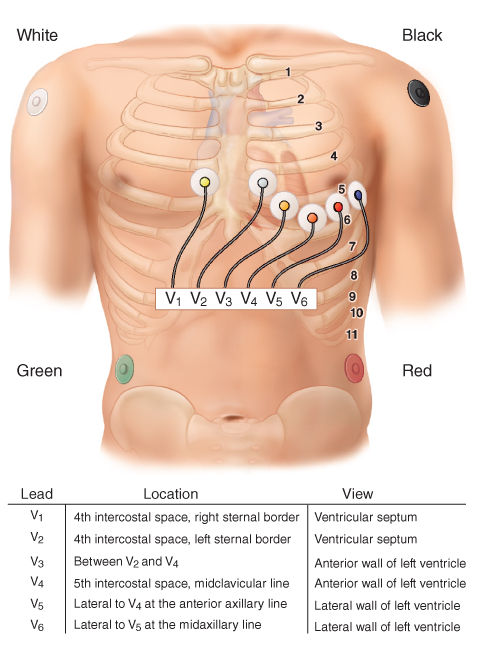 White
Black
1
2
3
4
5
6
7
8
9
10
11
V1 V2 V3 V4 V5 V6
Green
Red
Lead Location View
V1 4th intercostal space, right sternal border Ventricular septum
V2 4th intercostal space, left sternal border Ventricular septum
V3 Between V2 and V4 Anterior wall of left ventricle
V4 5th intercostal space, midclavicular line Anterior wall of left ventricle
V5 Lateral to V4 at the anterior axillary line Lateral wall of left ventricle
V6 Lateral to V5 at the midaxillary line Lateral wall of left ventricle